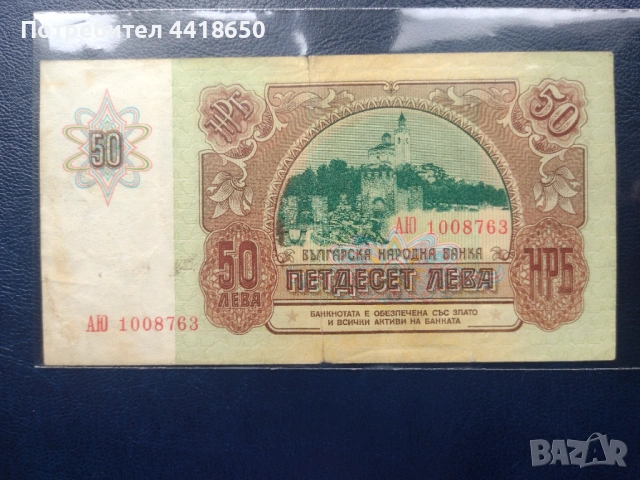 Потребител 4418650
50
НРБ
50
АЮ 1008763
БЪЛГАРСКА НАРОДНА БАНКА
ПЕТДЕСЕТ ЛЕВА
50
ЛЕВА
НРБ
БАНКНОТАТА Е ОБЕЗПЕЧЕНА СЪС ЗЛАТО
И ВСИЧКИ АКТИВИ НА БАНКАТА
АЮ 1008763
BAZAR